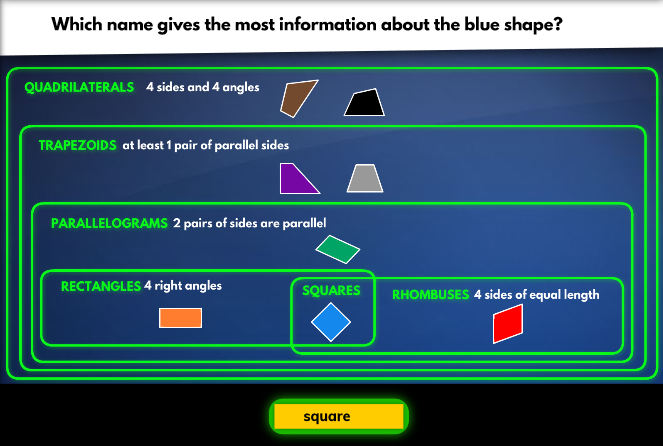 Which name gives the most information about the blue shape?
QUADRILATERALS 4 sides and 4 angles
TRAPEZOIDS at least 1 pair of parallel sides
PARALLELOGRAMS 2 pairs of sides are parallel
RECTANGLES 4 right angles
SQUARES
RHOMBUSES 4 sides of equal length
square